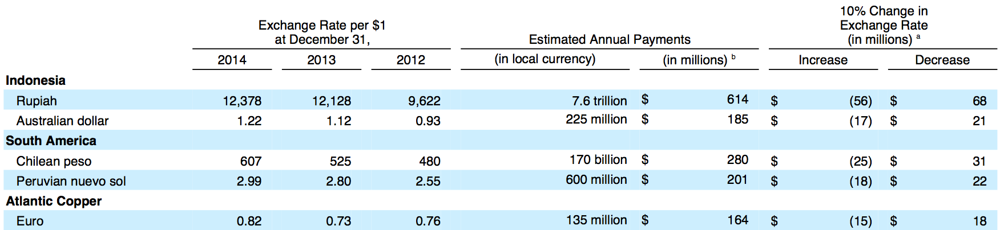 10% Change in
Exchange Rate per $1 Exchange Rate
at December 31, Estimated Annual Payments (in millions) a
2014 2013 2012 (in local currency) (in millions) b Increase Decrease
Indonesia
Rupiah 12,378 12,128 9,622 7.6 trillion $ 614 $ (56) $ 68
Australian dollar 1.22 1.12 0.93 225 million $ 185 $ (17) $ 21
South America
Chilean peso 607 525 480 170 billion $ 280 $ (25) $ 31
Peruvian nuevo sol 2.99 2.80 2.55 600 million $ 201 $ (18) $ 22
Atlantic Copper
Euro 0.82 0.73 0.76 135 million $ 164 $ (15) $ 18